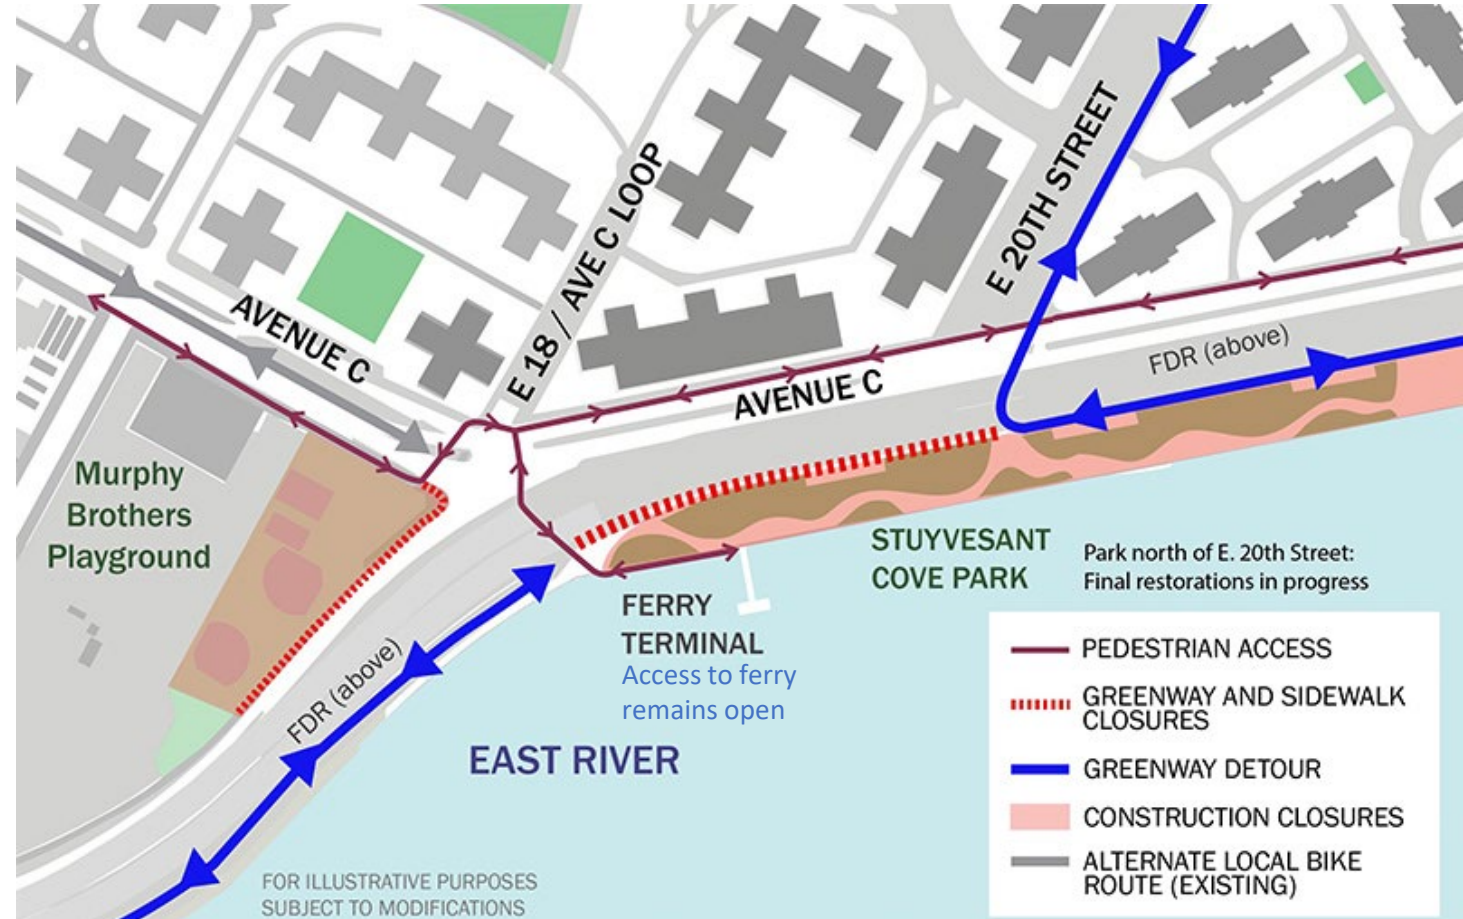 E 20TH STREET
E 18 / AVE C LOOP
AVENUE C
AVENUE C
FDR (above)
Murphy
Brothers
Playground
STUYVESANT
COVE PARK
Park north of E. 20th Street:
Final restorations in progress
FERRY
TERMINAL
Access to ferry
remains open
FDR (above)
EAST RIVER
PEDESTRIAN ACCESS
GREENWAY AND SIDEWALK
CLOSURES
GREENWAY DETOUR
CONSTRUCTION CLOSURES
ALTERNATE LOCAL BIKE
ROUTE (EXISTING)
FOR ILLUSTRATIVE PURPOSES
SUBJECT TO MODIFICATIONS